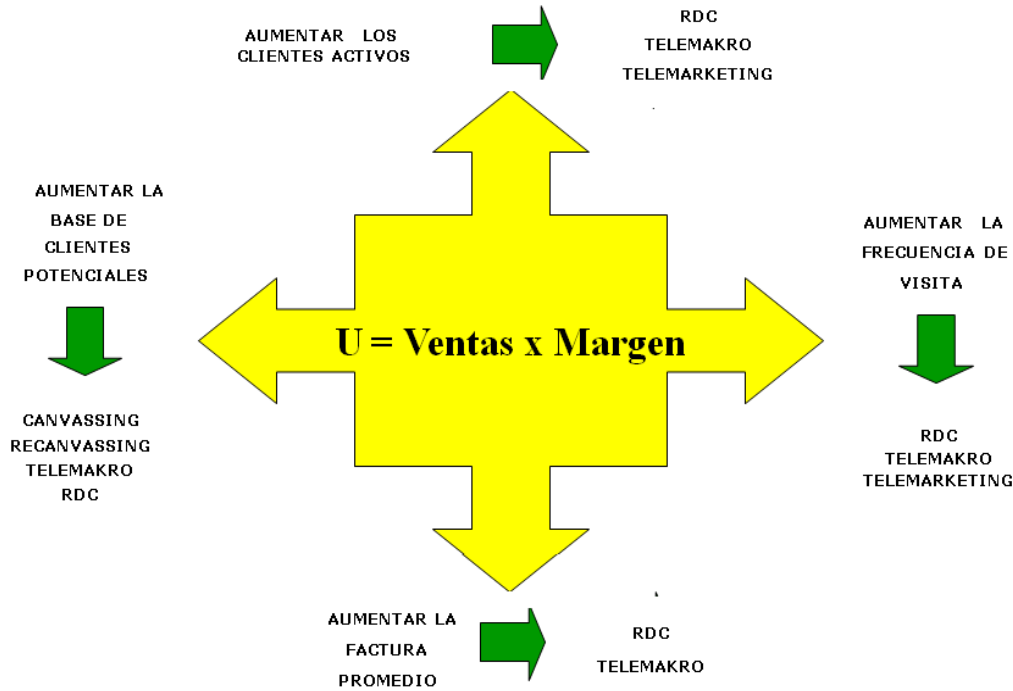 AUMENTAR LOS
CLIENTES ACTIVOS
RDC
TELEMAKRO
TELEMARKETING
AUMENTAR LA
BASE DE
CLIENTES
POTENCIALES
CANVASSING
RECANVASSING
TELEMAKRO
RDC
U = Ventas x Margen
AUMENTAR LA
FRECUENCIA DE
VISITA
RDC
TELEMAKRO
TELEMARKETING
AUMENTAR LA
FACTURA
PROMEDIO
RDC
TELEMAKRO